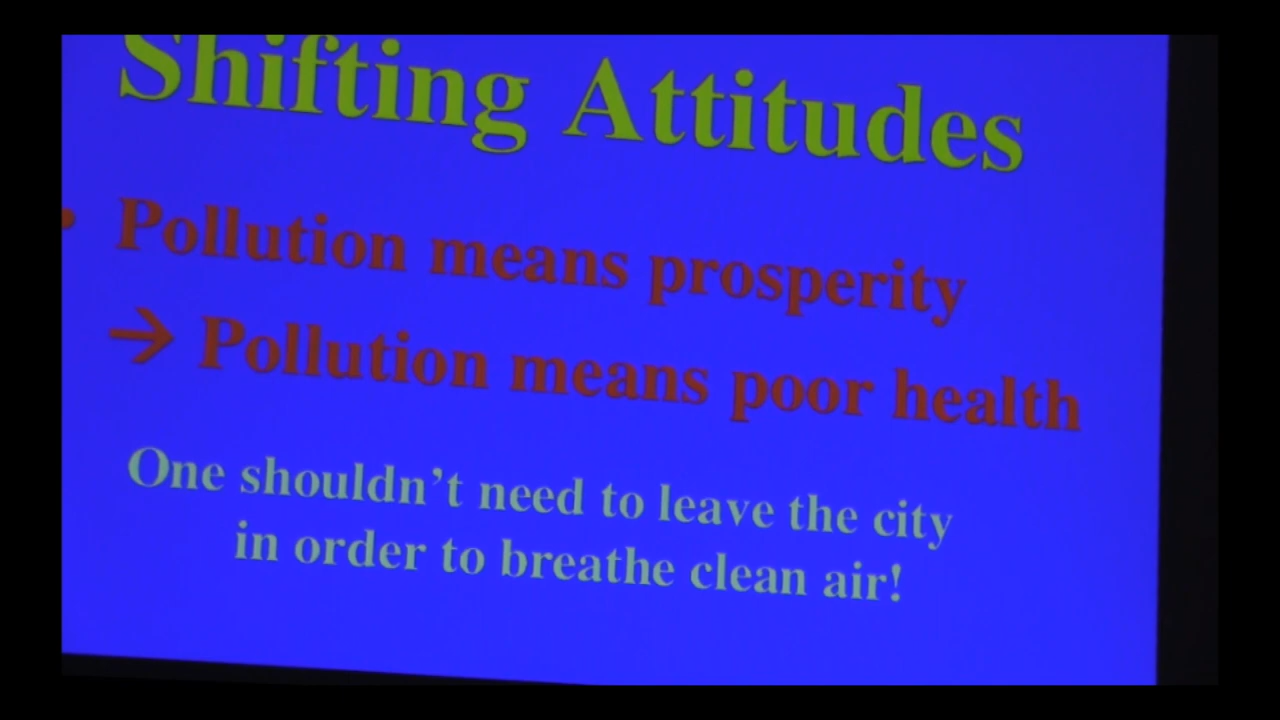 Shifting Attitudes
• Pollution means prosperity
→ Pollution means poor health
One shouldn't need to leave the city
in order to breathe clean air!